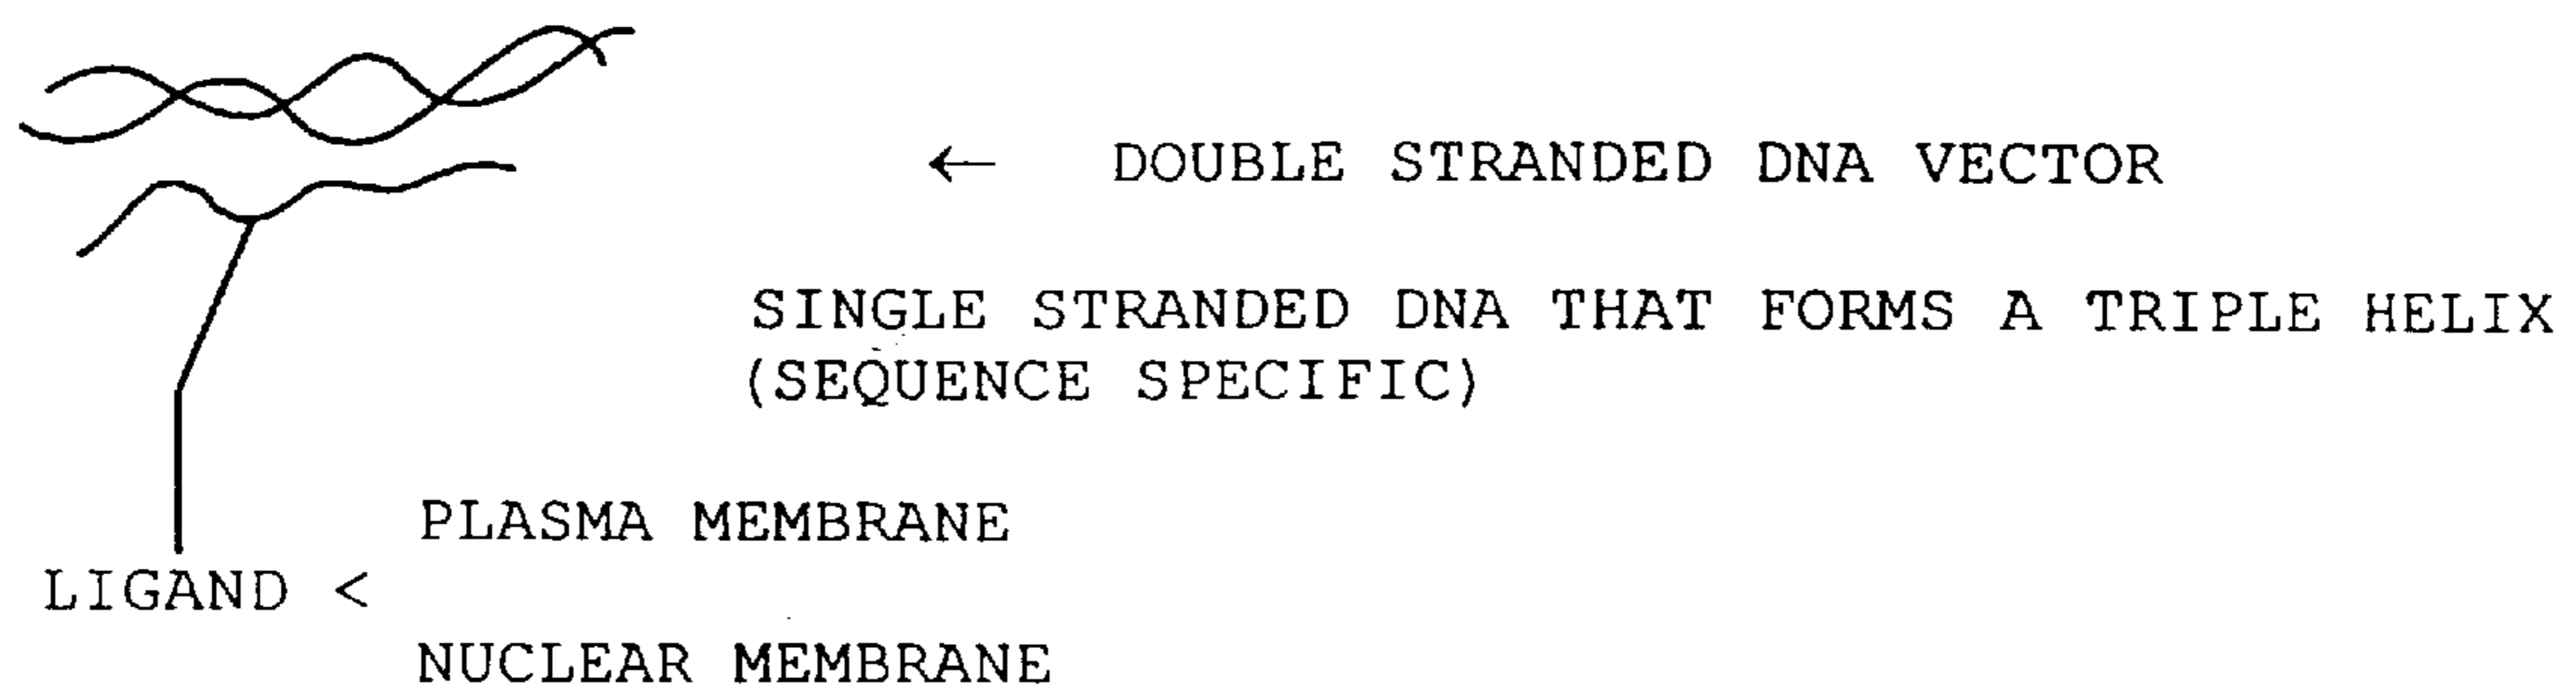 ← DOUBLE STRANDED DNA VECTOR
SINGLE STRANDED DNA THAT FORMS A TRIPLE HELIX
(SEQUENCE SPECIFIC)
PLASMA MEMBRANE
LIGAND <
NUCLEAR MEMBRANE